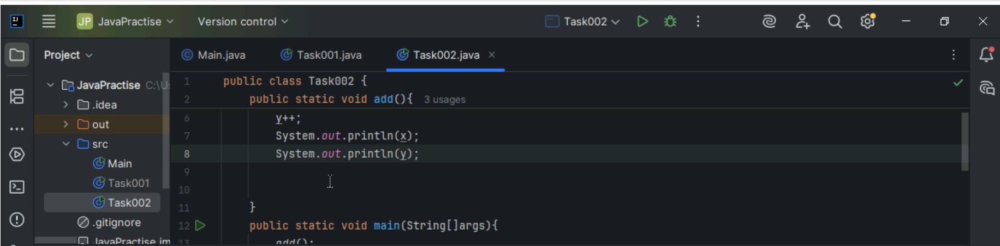 JP JavaPractise Version control Task002
Project
Main.java Task001.java Task002.java
JavaPractise C:\U
.idea
out
src
Main
Task001
Task002
.gitignore
JavaPractise.im
1 public class Task002 {
2 public static void add(){ 3 usages
6 y++;
7 System.out.println(x);
8 System.out.println(y);
9
10
11 }
12 public static void main(String[]args){
13 add();